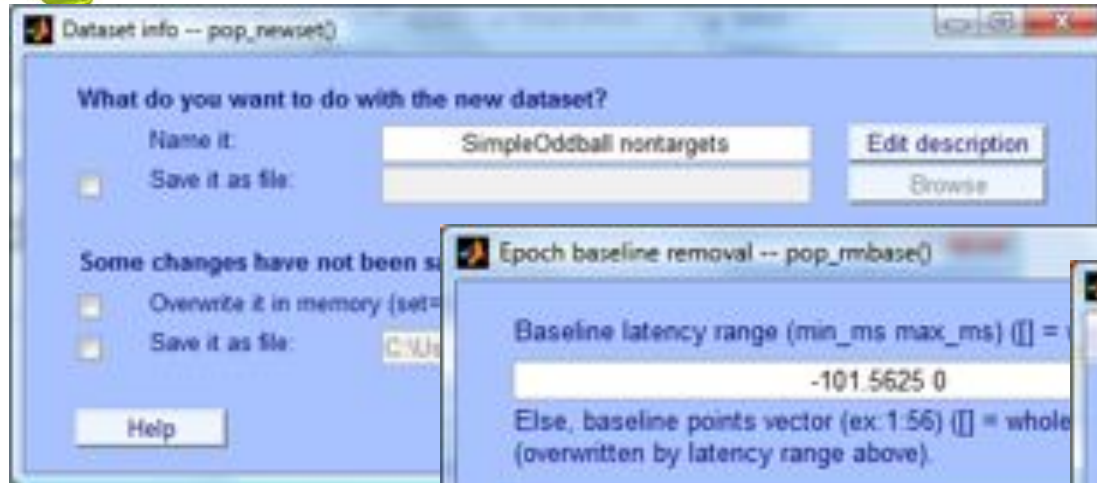 Dataset info -- pop_newset()
What do you want to do with the new dataset?
Name it:
SimpleOddball nontargets
Edit description
Save it as file:
Browse
Some changes have not been sa
Overwrite it in memory (set=
Save it as file:
C:\Us
Help
Epoch baseline removal -- pop_rmbase()
Baseline latency range (min_ms max_ms) ([] =
-101.5625 0
Else, baseline points vector (ex:1:56) ([] = whole
(overwritten by latency range above).